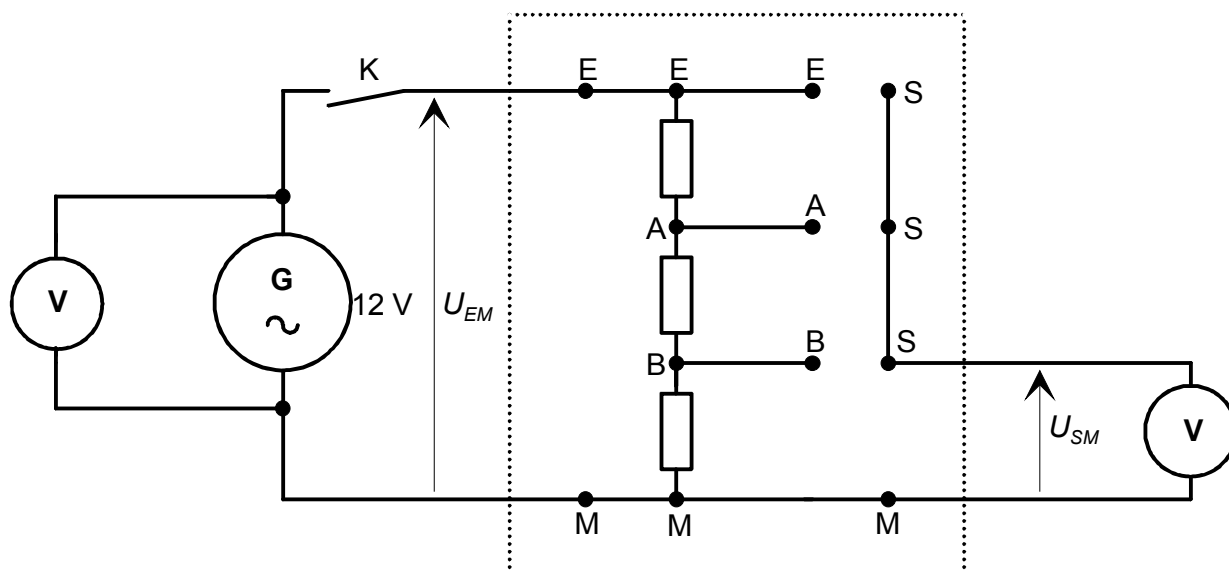 K E E E S
A A S
V G 12 V U_EM
B B S
U_SM V
M M M